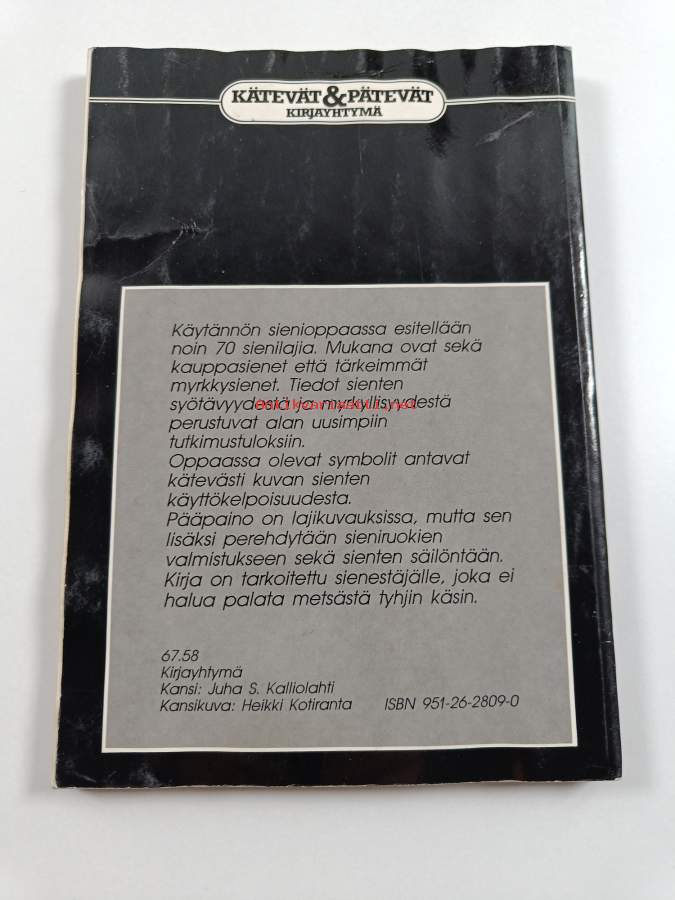 KÄTEVÄT & PÄTEVÄT
KIRJAYHTYMÄ
Käytännön sienioppaassa esitellään
noin 70 sienilajia. Mukana ovat sekä
kauppasienet että tärkeimmät
myrkkysienet. Tiedot sienten
syötävyydestä ja myrkyllisyydestä
Antikvariaatti.net
perustuvat alan uusimpiin
tutkimustuloksiin.
Oppaassa olevat symbolit antavat
kätevästi kuvan sienten
käyttökelpoisuudesta.
Pääpaino on lajikuvauksissa, mutta sen
lisäksi perehdytään sieniruokien
valmistukseen sekä sienten säilöntään.
Kirja on tarkoitettu sienestäjälle, joka ei
halua palata metsästä tyhjin käsin.
67.58
Kirjayhtymä
Kansi: Juha S. Kalliolahti
Kansikuva: Heikki Kotiranta ISBN 951-26-2809-0